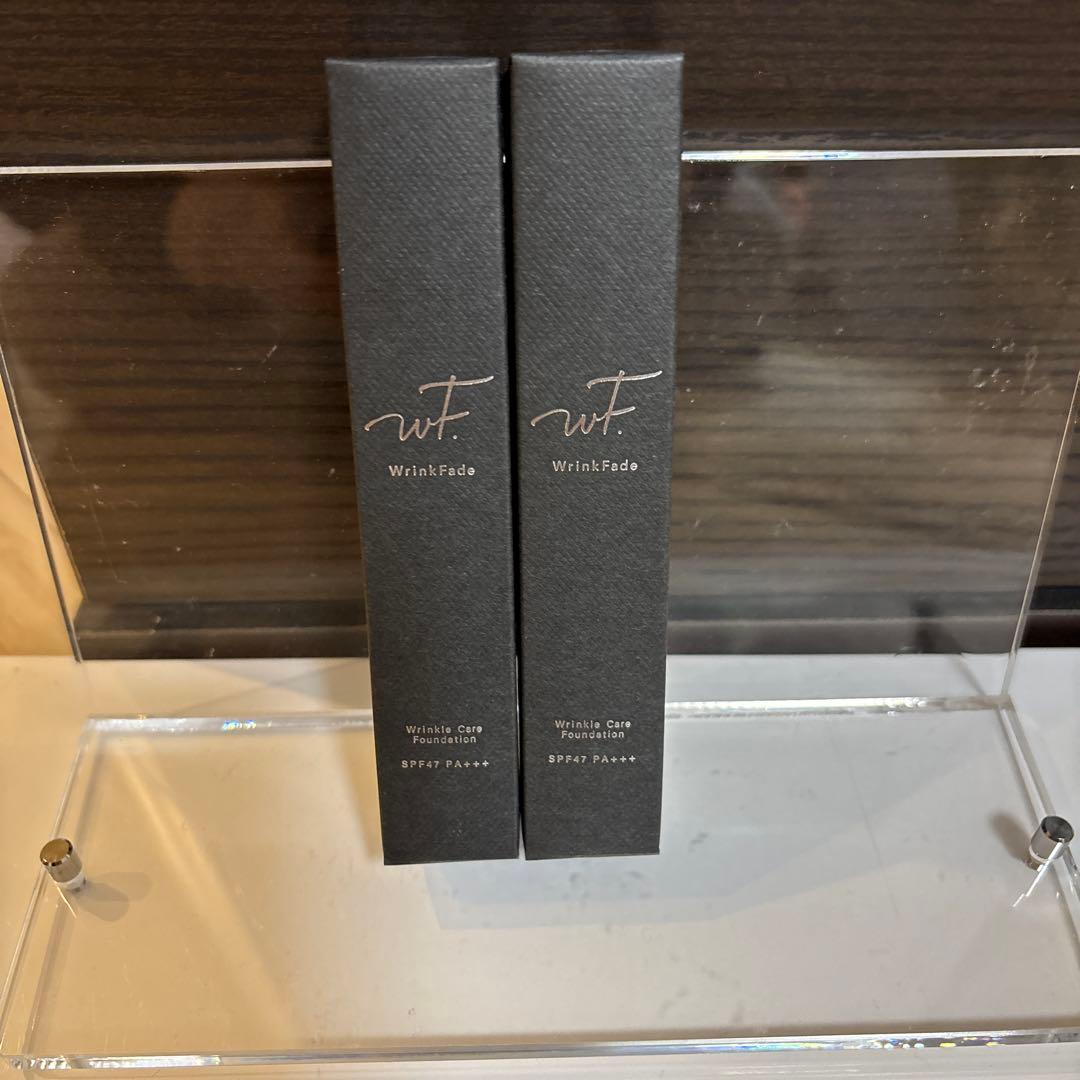 wF.
WrinkFade
Wrinkle Care
Foundation
SPF47 PA+++
wF.
WrinkFade
Wrinkle Care
Foundation
SPF47 PA+++